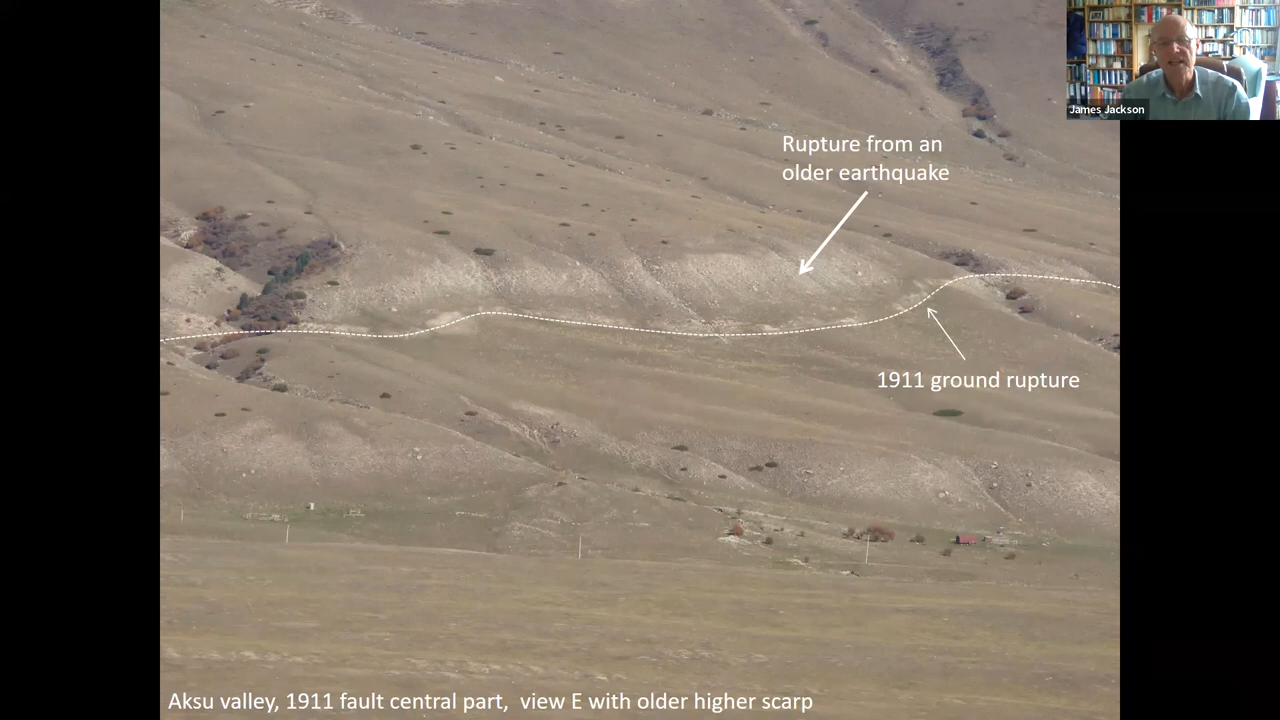 James Jackson
Rupture from an
older earthquake
1911 ground rupture
Aksu valley, 1911 fault central part, view E with older higher scarp